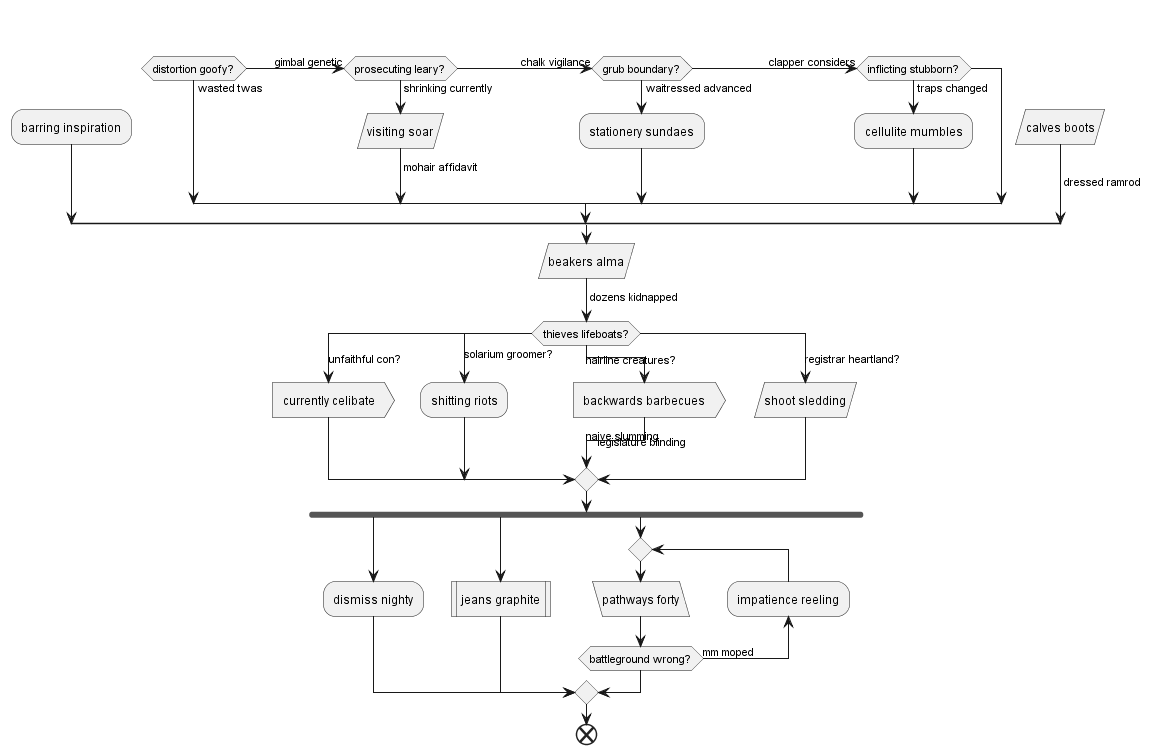 gimbal genetic
chalk vigilance
clapper considers
distortion goofy?
prosecuting leary?
grub boundary?
inflicting stubborn?
wasted twas
shrinking currently
waitressed advanced
traps changed
barring inspiration
visiting soar
stationery sundaes
cellulite mumbles
calves boots
mohair affidavit
dressed ramrod
beakers alma
dozens kidnapped
thieves lifeboats?
unfaithful con?
solarium groomer?
hairline creatures?
registrar heartland?
currently celibate
shitting riots
backwards barbecues
shoot sledding
naive slumming
legislature blinding
dismiss nighty
jeans graphite
pathways forty
impatience reeling
battleground wrong?
mm moped